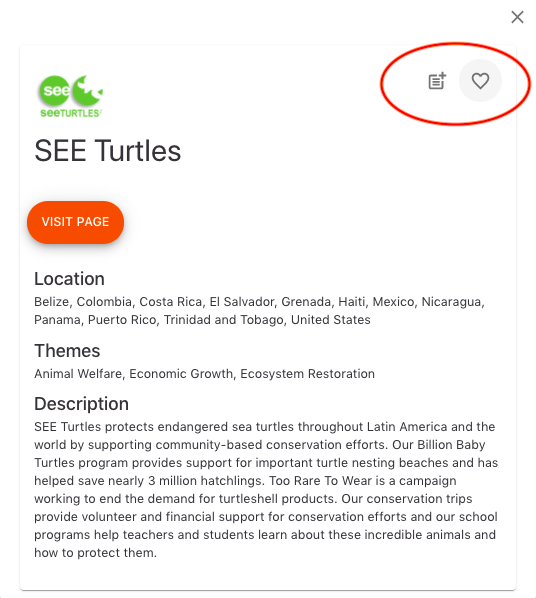 see
seeTURTLES
SEE Turtles
VISIT PAGE
Location
Belize, Colombia, Costa Rica, El Salvador, Grenada, Haiti, Mexico, Nicaragua,
Panama, Puerto Rico, Trinidad and Tobago, United States
Themes
Animal Welfare, Economic Growth, Ecosystem Restoration
Description
SEE Turtles protects endangered sea turtles throughout Latin America and the
world by supporting community-based conservation efforts. Our Billion Baby
Turtles program provides support for important turtle nesting beaches and has
helped save nearly 3 million hatchlings. Too Rare To Wear is a campaign
working to end the demand for turtleshell products. Our conservation trips
provide volunteer and financial support for conservation efforts and our school
programs help teachers and students learn about these incredible animals and
how to protect them.